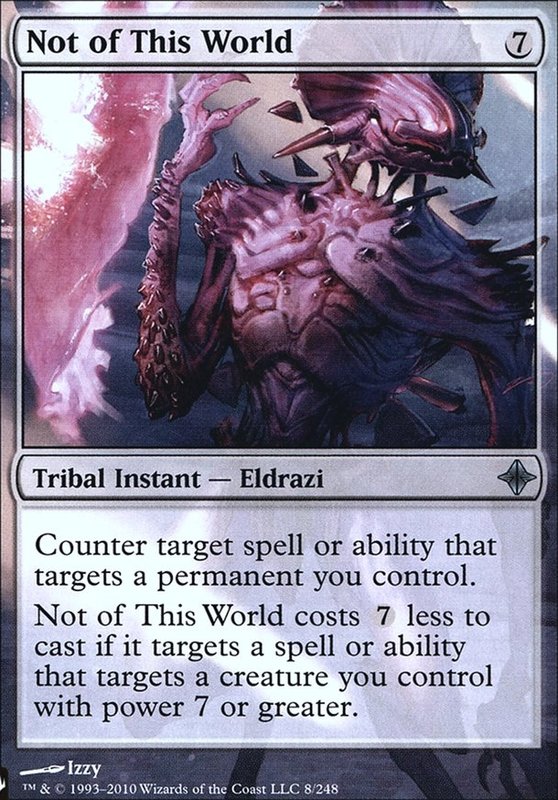 Not of This World 7
Tribal Instant — Eldrazi
Counter target spell or ability that
targets a permanent you control.
Not of This World costs 7 less to
cast if it targets a spell or ability
that targets a creature you control
with power 7 or greater.
Izzy
™ & © 1993–2010 Wizards of the Coast LLC 8/248